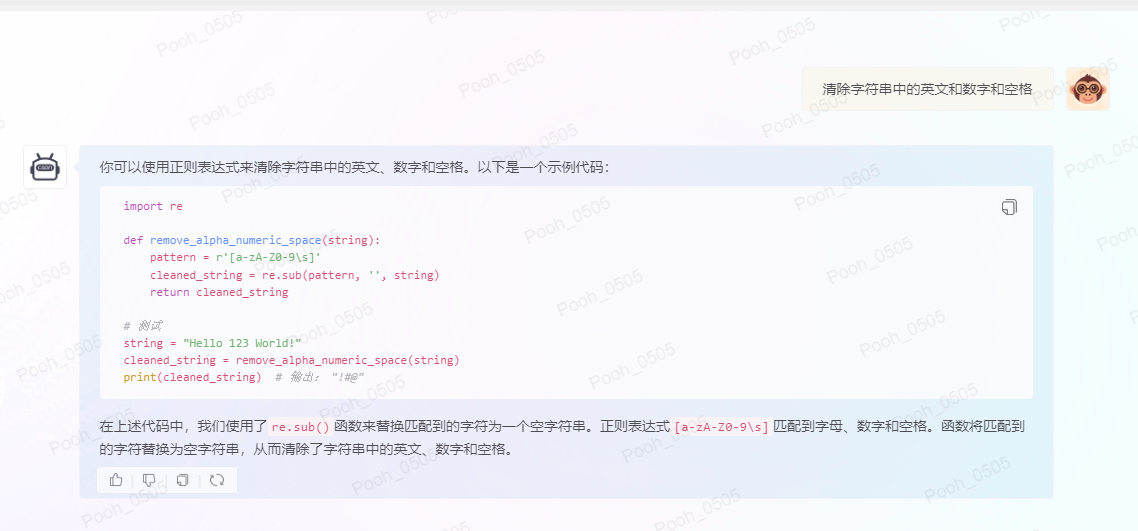 清除字符串中的英文和数字和空格
你可以使用正则表达式来清除字符串中的英文、数字和空格。以下是一个示例代码：
import re
def remove_alpha_numeric_space(string):
    pattern = r'[a-zA-Z0-9\s]'
    cleaned_string = re.sub(pattern, '', string)
    return cleaned_string
# 测试
string = "Hello 123 World!"
cleaned_string = remove_alpha_numeric_space(string)
print(cleaned_string)  # 输出： "!#@"
在上述代码中，我们使用了 re.sub() 函数来替换匹配到的字符为一个空字符串。正则表达式 [a-zA-Z0-9\s] 匹配到字母、数字和空格。函数将匹配到
的字符替换为空字符串，从而清除了字符串中的英文、数字和空格。
Pooh_0505